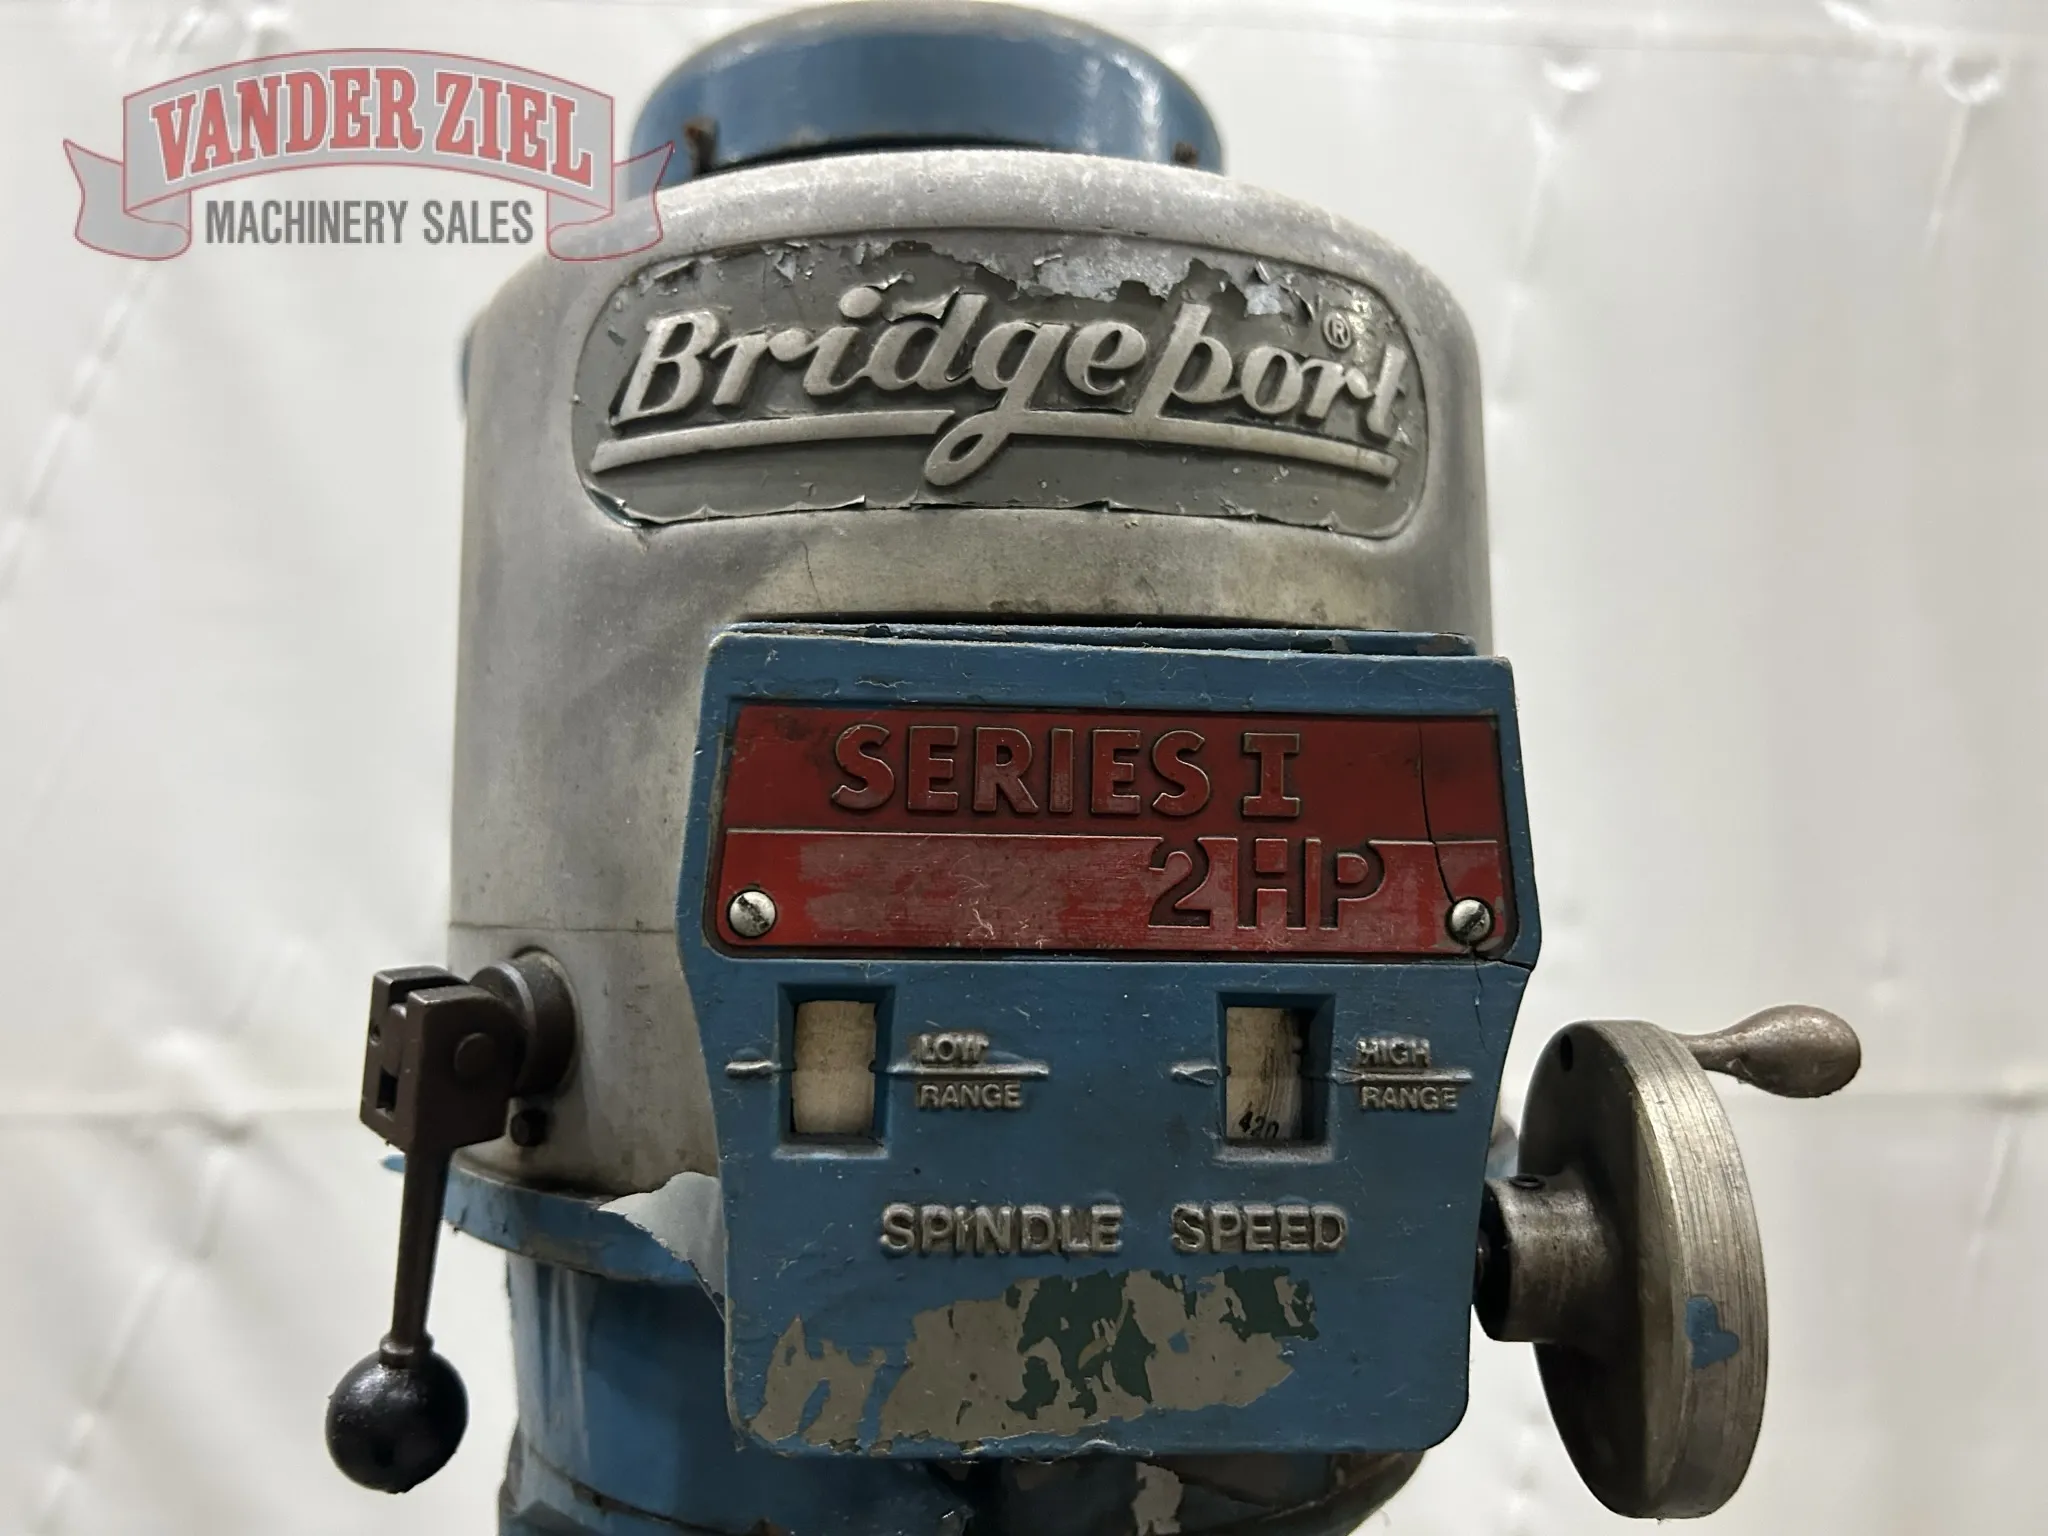 VANDER ZIEL
MACHINERY SALES
Bridgeport®
SERIES I
2HP
LOW
RANGE
HIGH
RANGE
420
SPINDLE SPEED